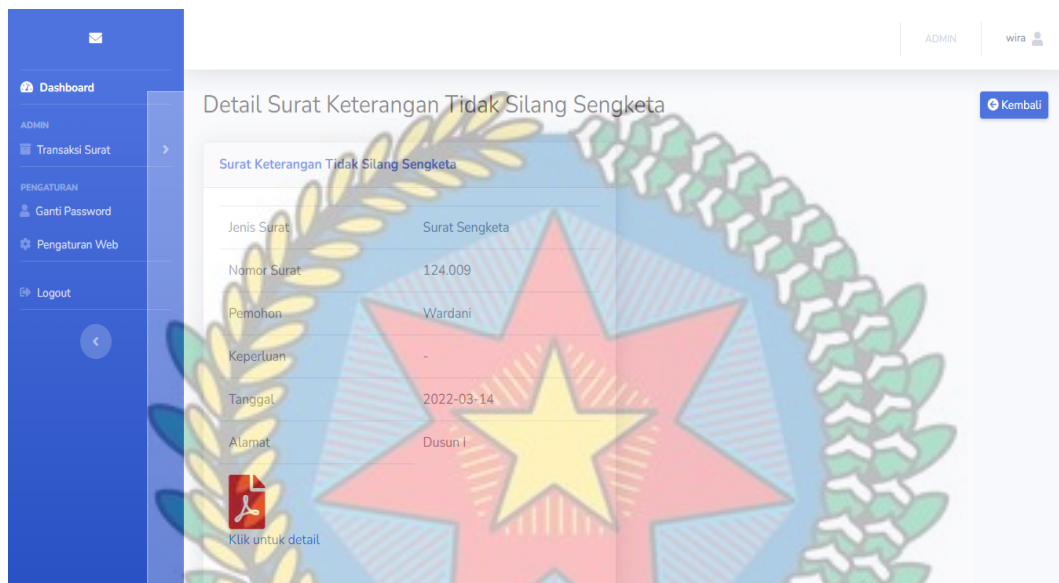 ADMIN
wira
Dashboard
ADMIN
Transaksi Surat
PENGATURAN
Ganti Password
Pengaturan Web
Logout
Detail Surat Keterangan Tidak Silang Sengketa
Kembali
Surat Keterangan Tidak Silang Sengketa
Jenis Surat Surat Sengketa
Nomor Surat 124.009
Pemohon Wardani
Keperluan -
Tanggal 2022-03-14
Alamat Dusun I
Klik untuk detail